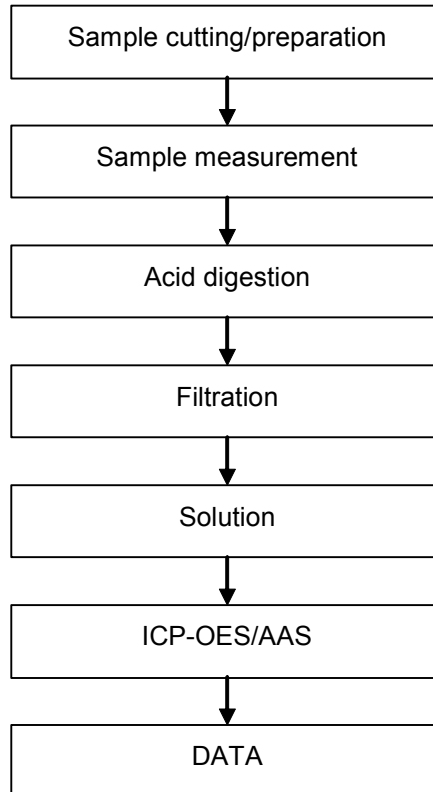 Sample cutting/preparation
Sample measurement
Acid digestion
Filtration
Solution
ICP-OES/AAS
DATA